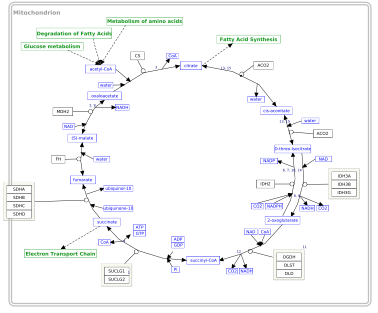 Mitochondrion
Metabolism of amino acids
Degradation of Fatty Acids
Glucose metabolism
Fatty Acid Synthesis
CS
CoA
citrate
ACO2
acetyl-CoA
water
water
oxaloacetate
NADH
cis-aconitate
MDH2
water
NAD
ACO2
(S)-malate
D-threo-isocitrate
FH
water
NADP
NAD
IDH3A
IDH3B
IDH3G
IDH2
fumarate
SDHA
SDHB
SDHC
SDHD
ubiquinol-10
ubiquinone-10
CO2
NADPH
NADH
CO2
succinate
2-oxoglutarate
ATP
GTP
CoA
ADP
GDP
NAD
CoA
Electron Transport Chain
Pi
succinyl-CoA
CO2
NADH
SUCLG1
SUCLG2
OGDH
DLST
DLD
11